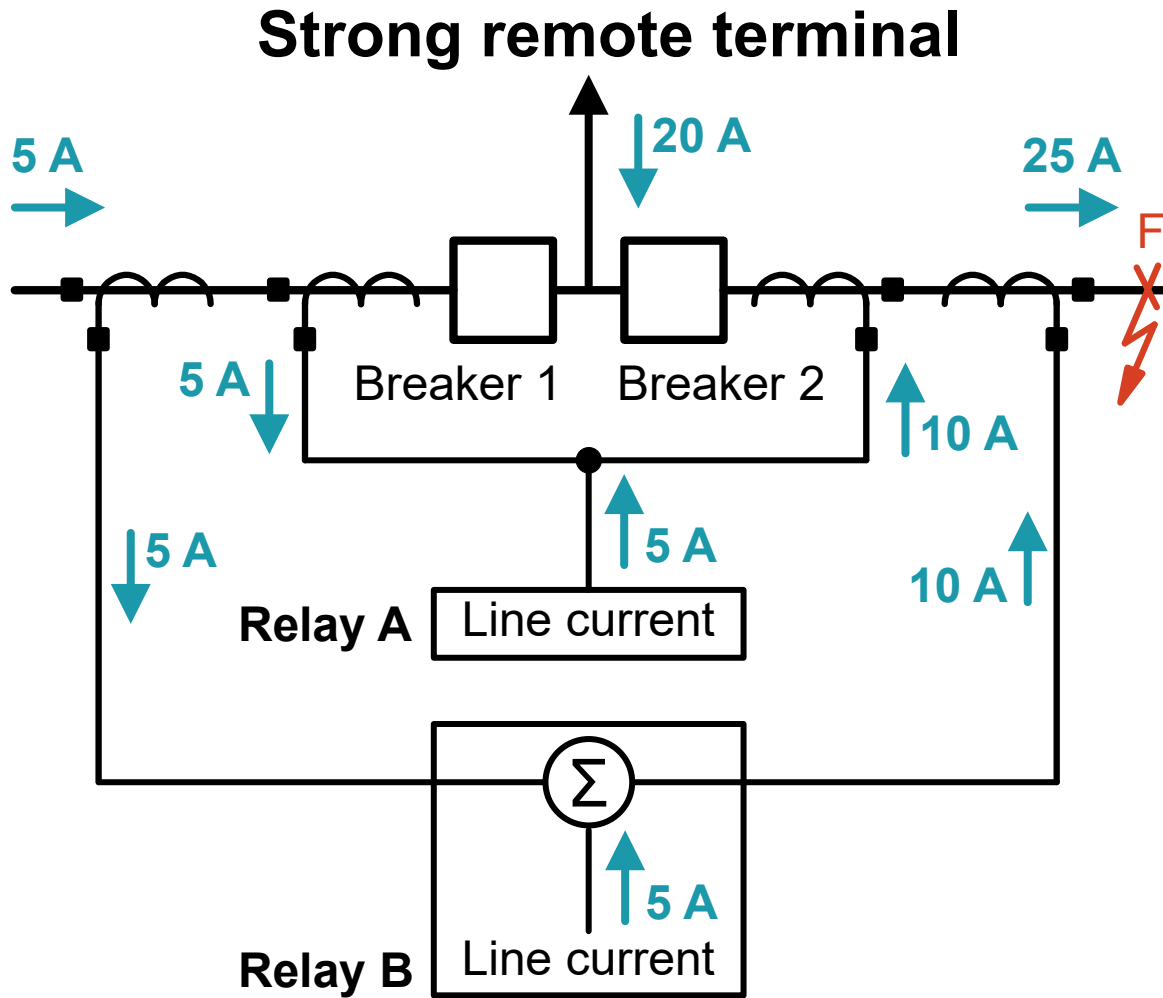 Strong remote terminal
5 A
20 A
25 A
F
5 A
Breaker 1
Breaker 2
10 A
5 A
5 A
10 A
Relay A
Line current
Σ
5 A
Relay B
Line current